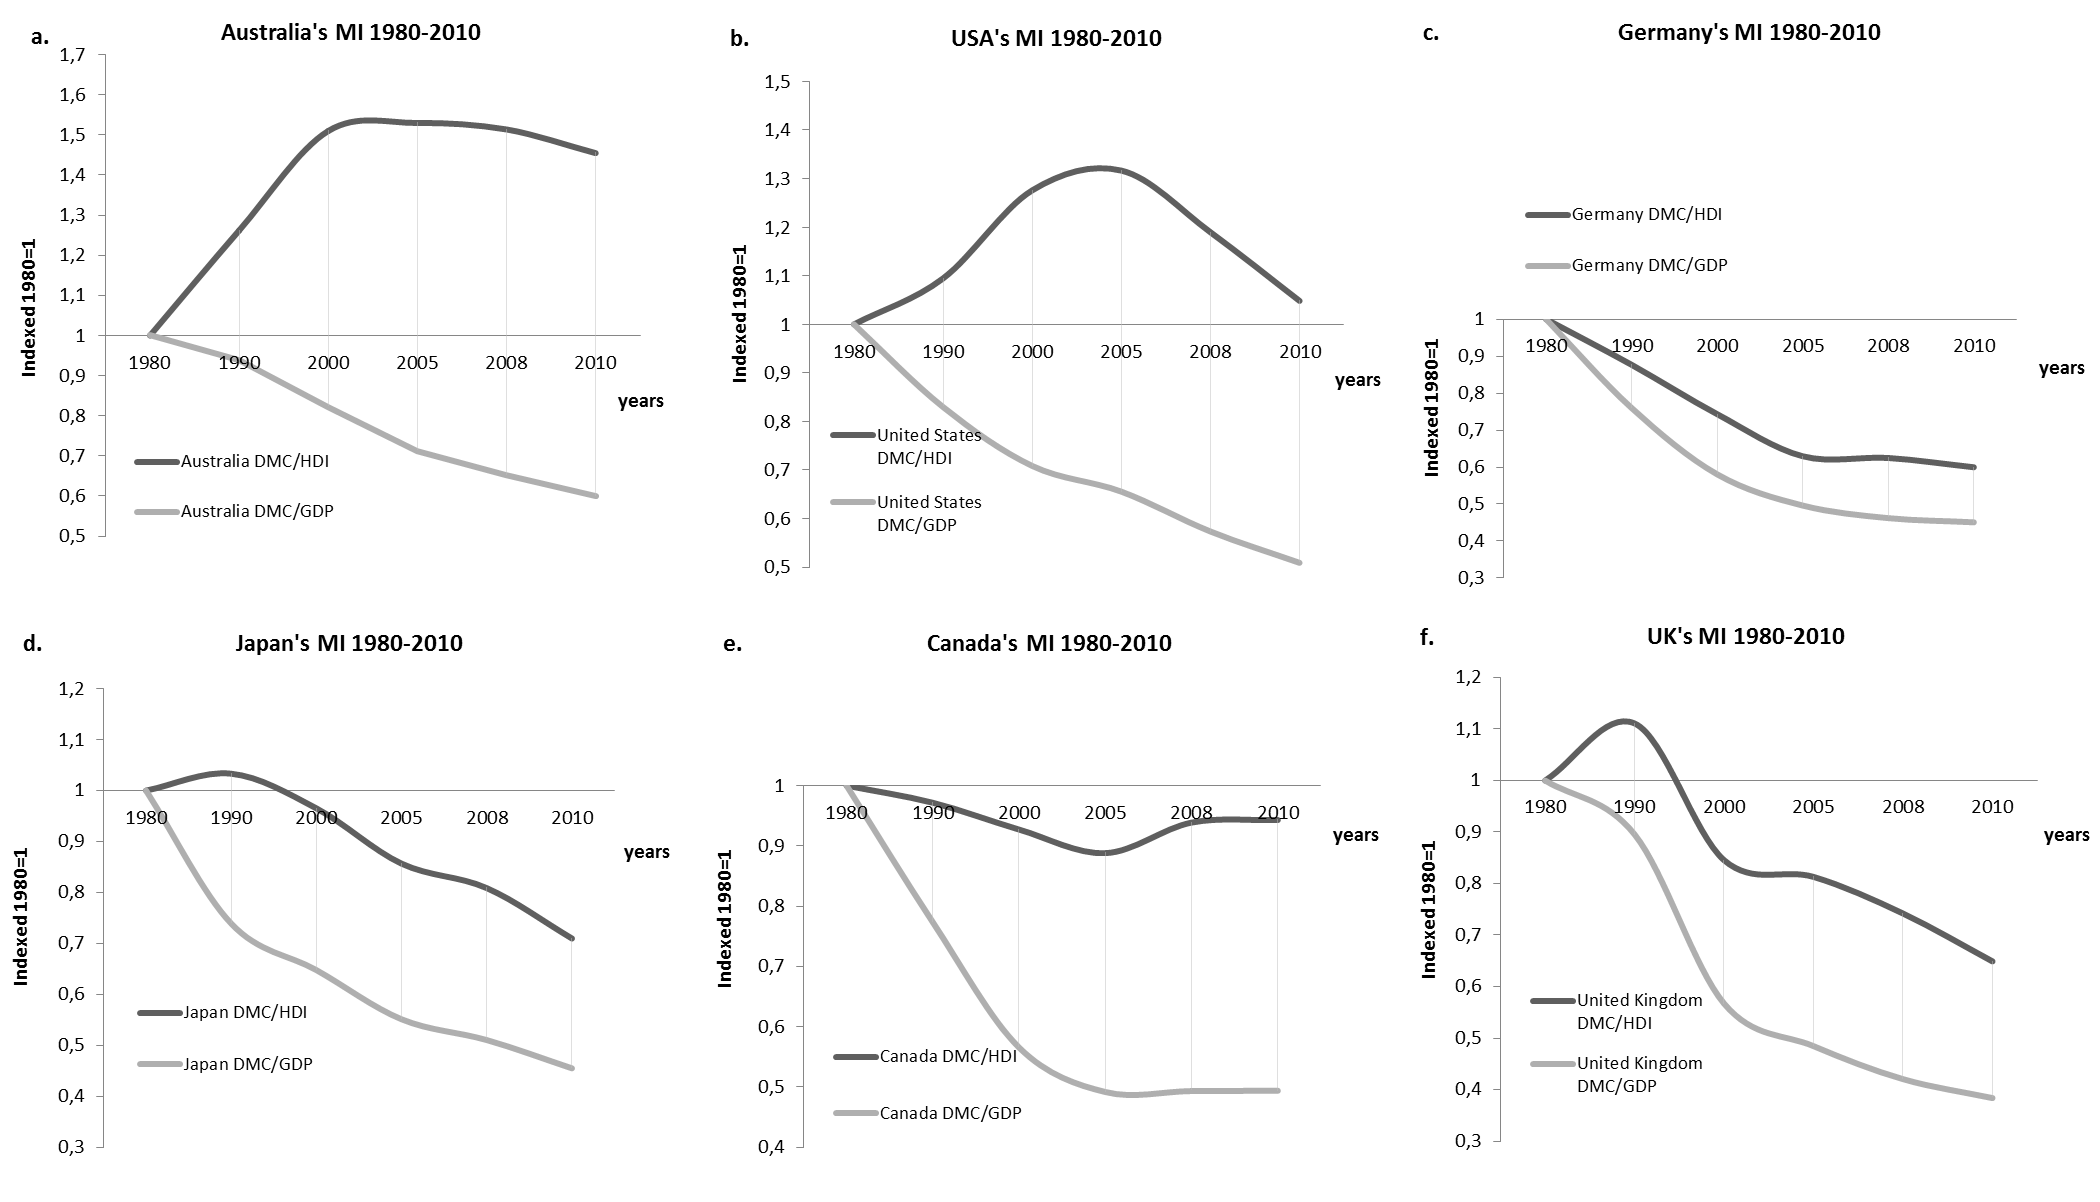 a.
Australia's MI 1980-2010
1,7
1,6
1,5
1,4
1,3
1,2
1,1
1
0,9
0,8
0,7
0,6
0,5
Indexed 1980=1
1980 1990 2000 2005 2008 2010
years
Australia DMC/HDI
Australia DMC/GDP
b.
USA's MI 1980-2010
1,5
1,4
1,3
1,2
1,1
1
0,9
0,8
0,7
0,6
0,5
Indexed 1980=1
1980 1990 2000 2005 2008 2010
years
United States
DMC/HDI
United States
DMC/GDP
c.
Germany's MI 1980-2010
Germany DMC/HDI
Germany DMC/GDP
1
0,9
0,8
0,7
0,6
0,5
0,4
0,3
Indexed 1980=1
1980 1990 2000 2005 2008 2010
years
d.
Japan's MI 1980-2010
1,2
1,1
1
0,9
0,8
0,7
0,6
0,5
0,4
0,3
Indexed 1980=1
1980 1990 2000 2005 2008 2010
years
Japan DMC/HDI
Japan DMC/GDP
e.
Canada's MI 1980-2010
1
0,9
0,8
0,7
0,6
0,5
0,4
Indexed 1980=1
1980 1990 2000 2005 2008 2010
years
Canada DMC/HDI
Canada DMC/GDP
f.
UK's MI 1980-2010
1,2
1,1
1
0,9
0,8
0,7
0,6
0,5
0,4
0,3
Indexed 1980=1
1980 1990 2000 2005 2008 2010
years
United Kingdom
DMC/HDI
United Kingdom
DMC/GDP